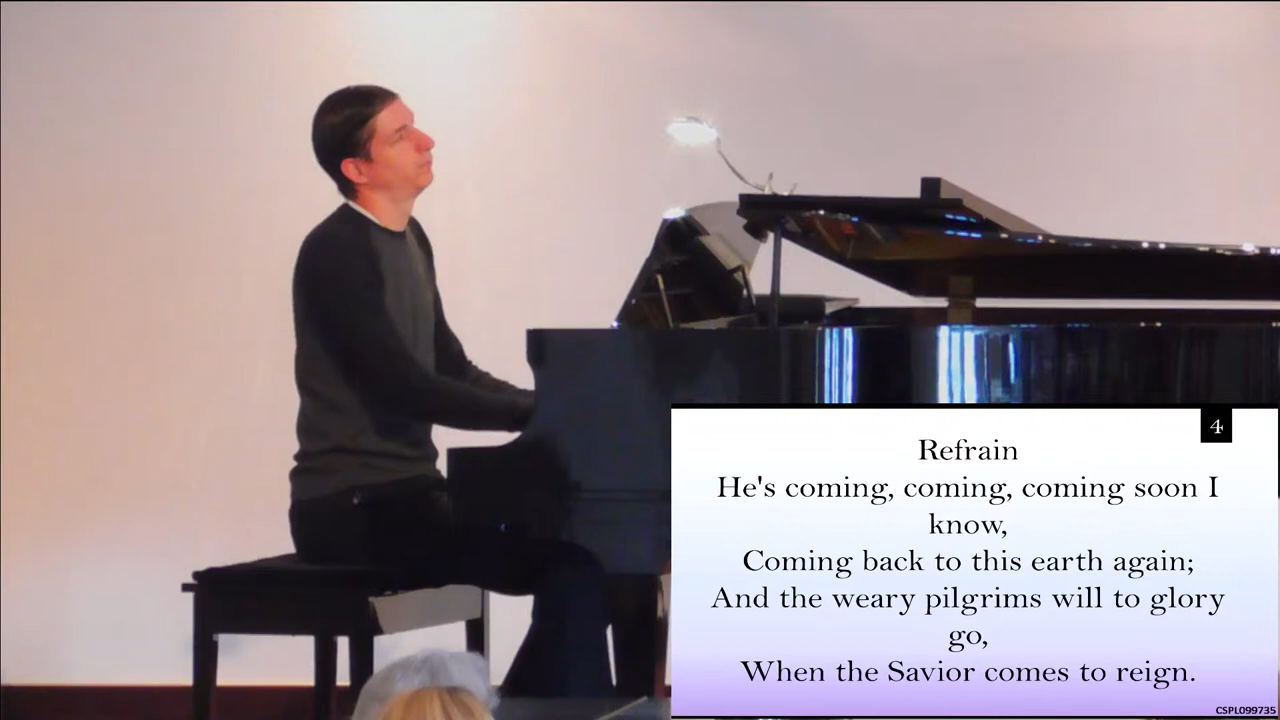 4
Refrain
He's coming, coming, coming soon I
know,
Coming back to this earth again;
And the weary pilgrims will to glory
go,
When the Savior comes to reign.
CSPL099735